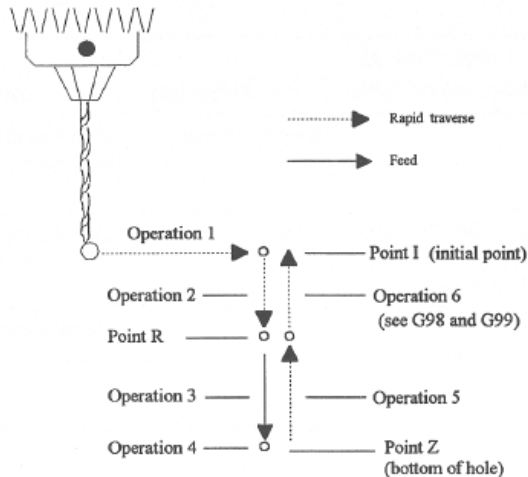 Rapid traverse
Feed
Operation 1
Point I (initial point)
Operation 2
Operation 6
(see G98 and G99)
Point R
Operation 3
Operation 5
Operation 4
Point Z
(bottom of hole)